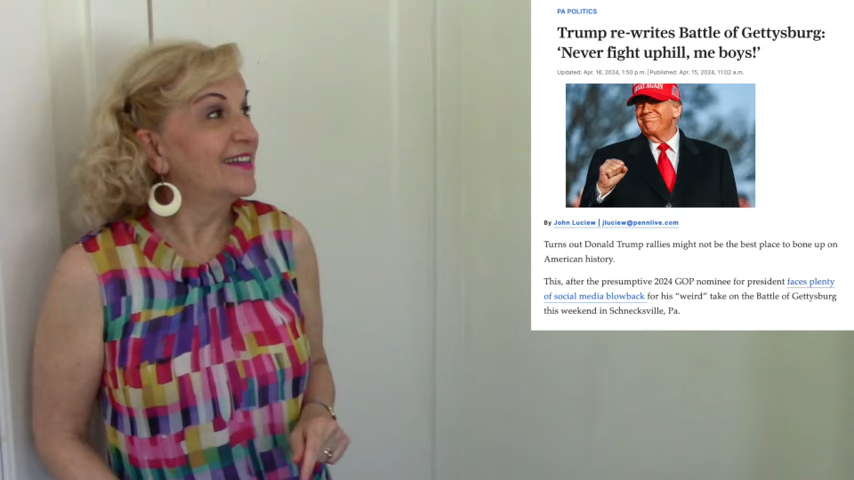 PA POLITICS
Trump re-writes Battle of Gettysburg:
‘Never fight uphill, me boys!’
Updated: Apr. 16, 2024, 1:50 p.m. | Published: Apr. 15, 2024, 11:02 a.m.
By John Luciew | jluciew@pennlive.com
Turns out Donald Trump rallies might not be the best place to bone up on
American history.
This, after the presumptive 2024 GOP nominee for president faces plenty
of social media blowback for his “weird” take on the Battle of Gettysburg
this weekend in Schnecksville, Pa.